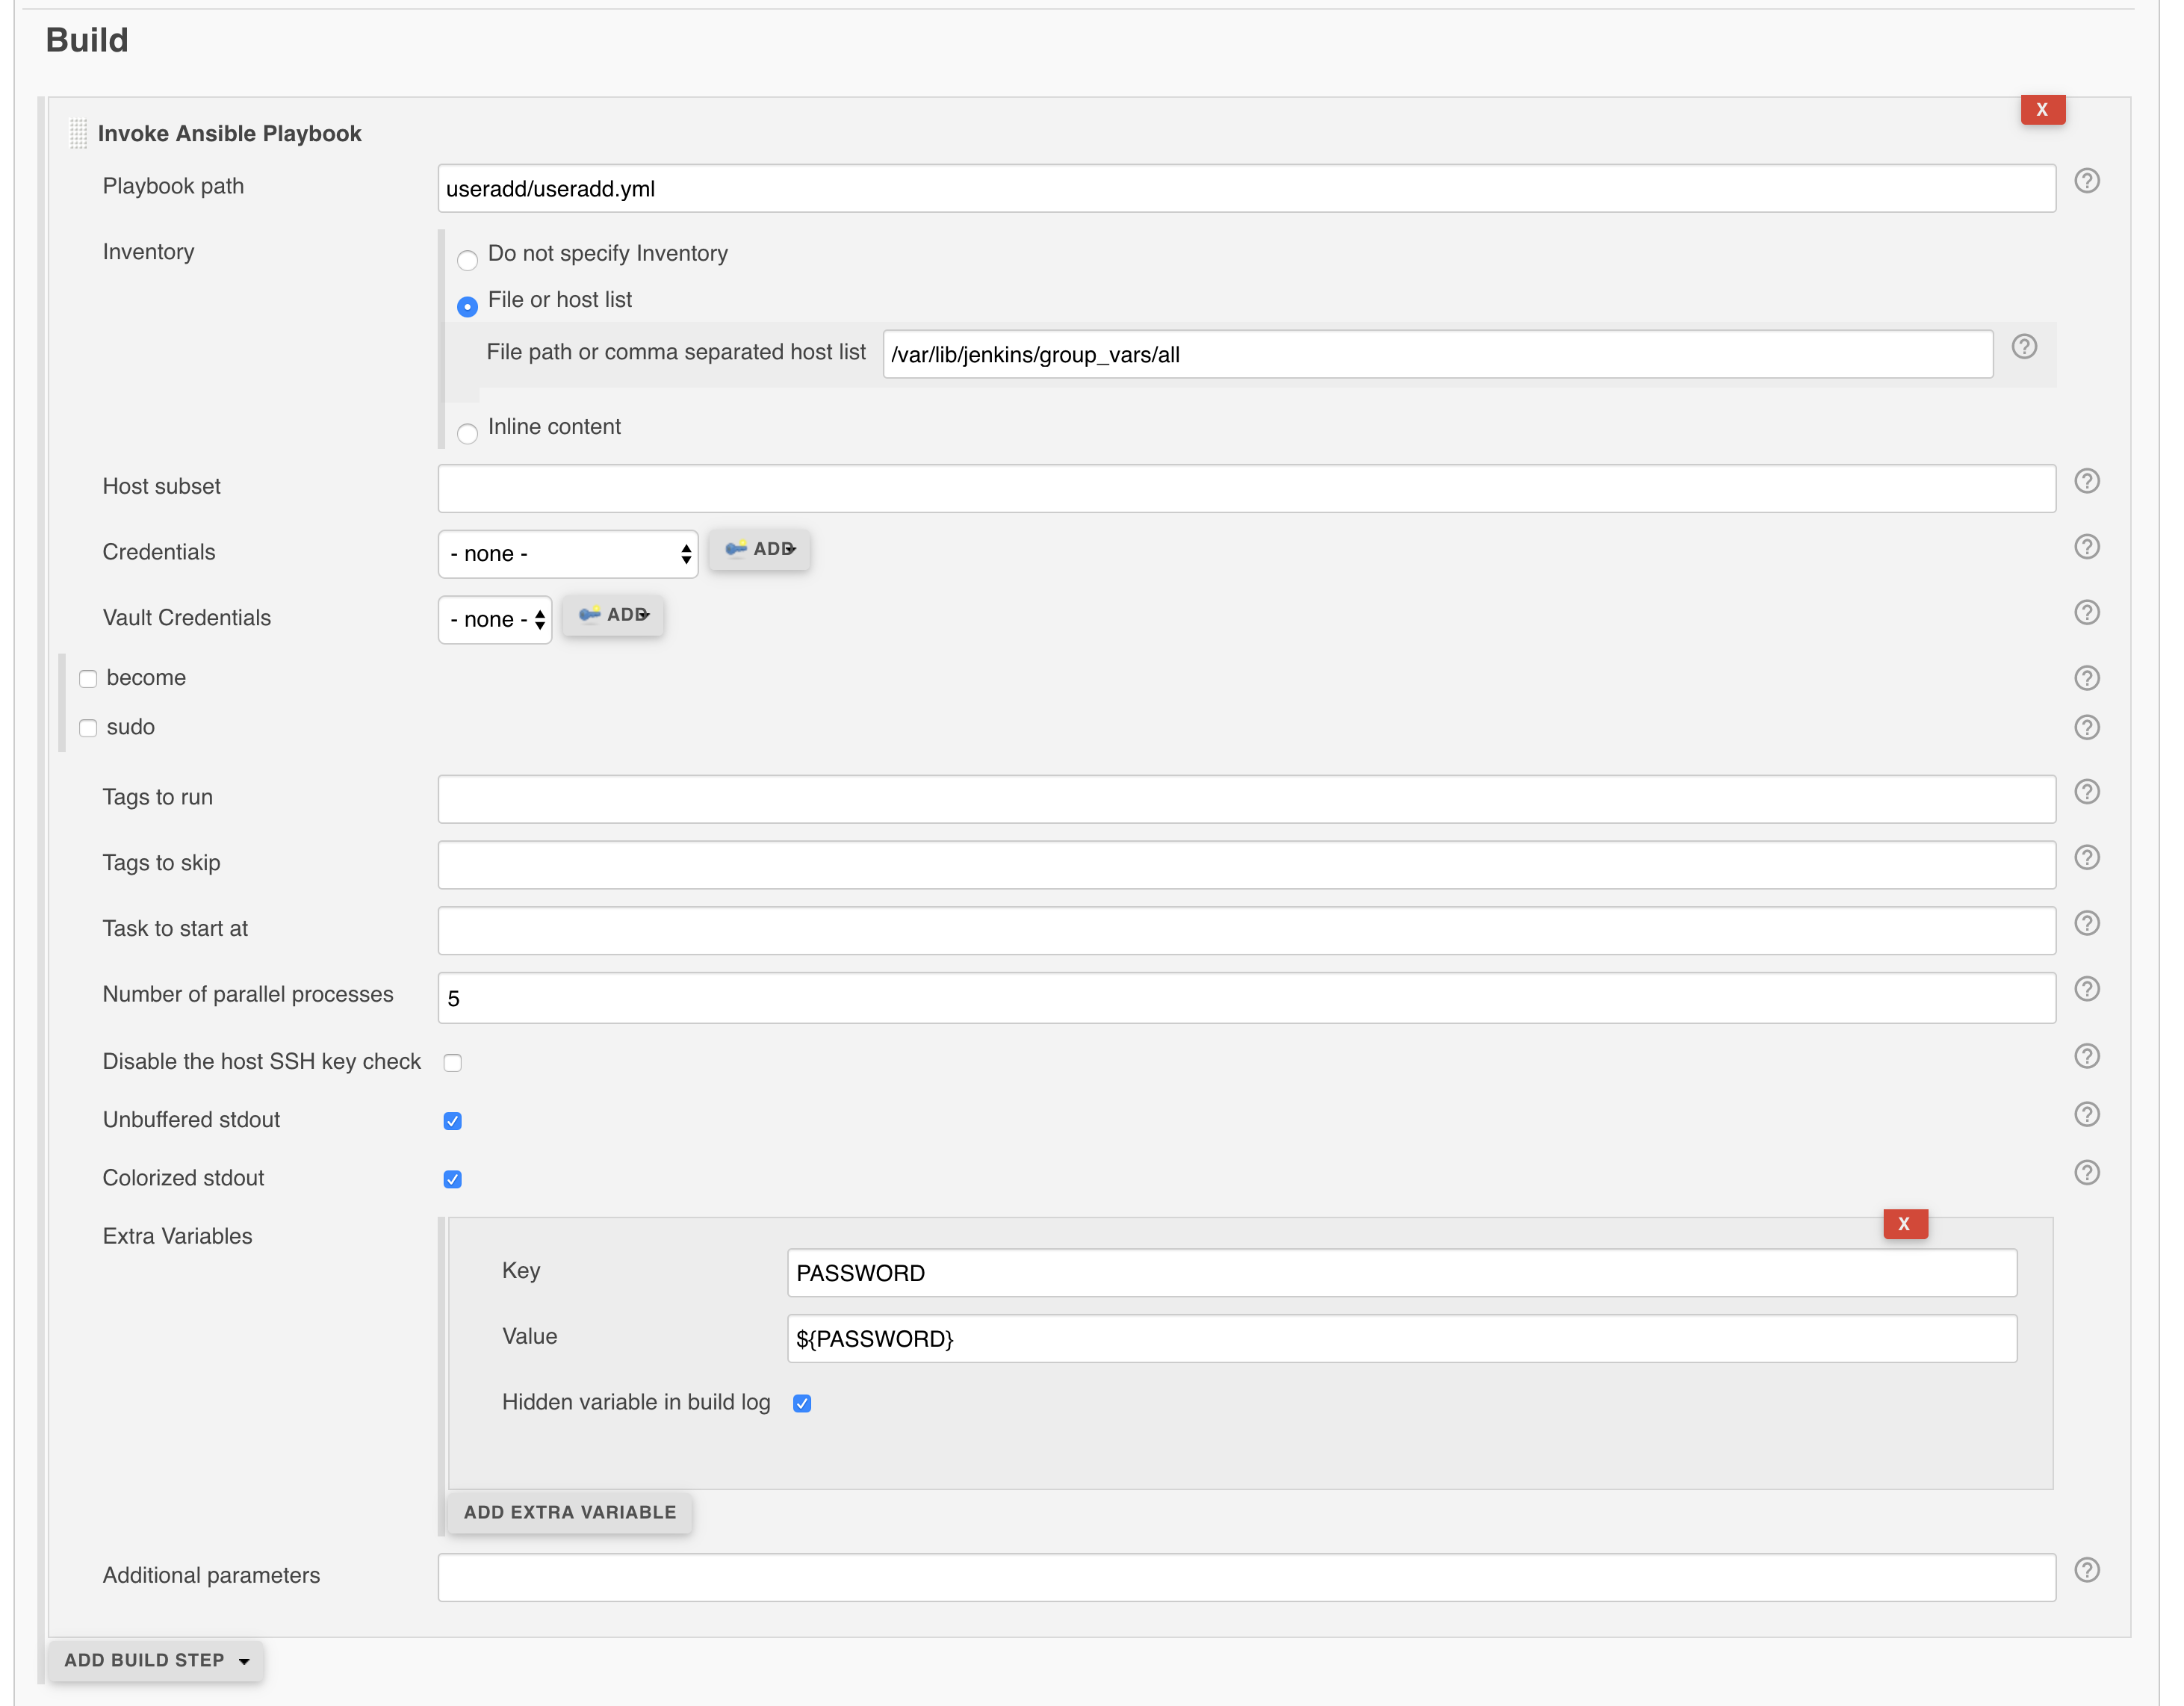 Build
X
Invoke Ansible Playbook
Playbook path useradd/useradd.yml
Inventory
Do not specify Inventory
File or host list
File path or comma separated host list /var/lib/jenkins/group_vars/all
Inline content
Host subset
Credentials - none - ADD
Vault Credentials - none - ADD
become
sudo
Tags to run
Tags to skip
Task to start at
Number of parallel processes 5
Disable the host SSH key check
Unbuffered stdout
Colorized stdout
Extra Variables
X
Key PASSWORD
Value ${PASSWORD}
Hidden variable in build log
ADD EXTRA VARIABLE
Additional parameters
ADD BUILD STEP